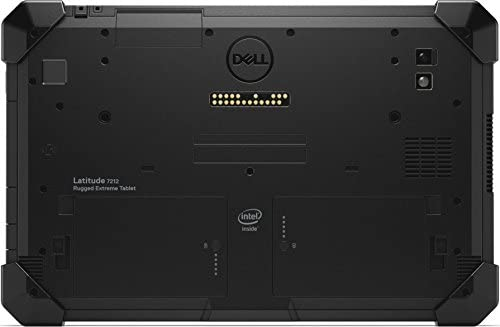 DELL
Latitude 7212
Rugged Extreme Tablet
intel
inside